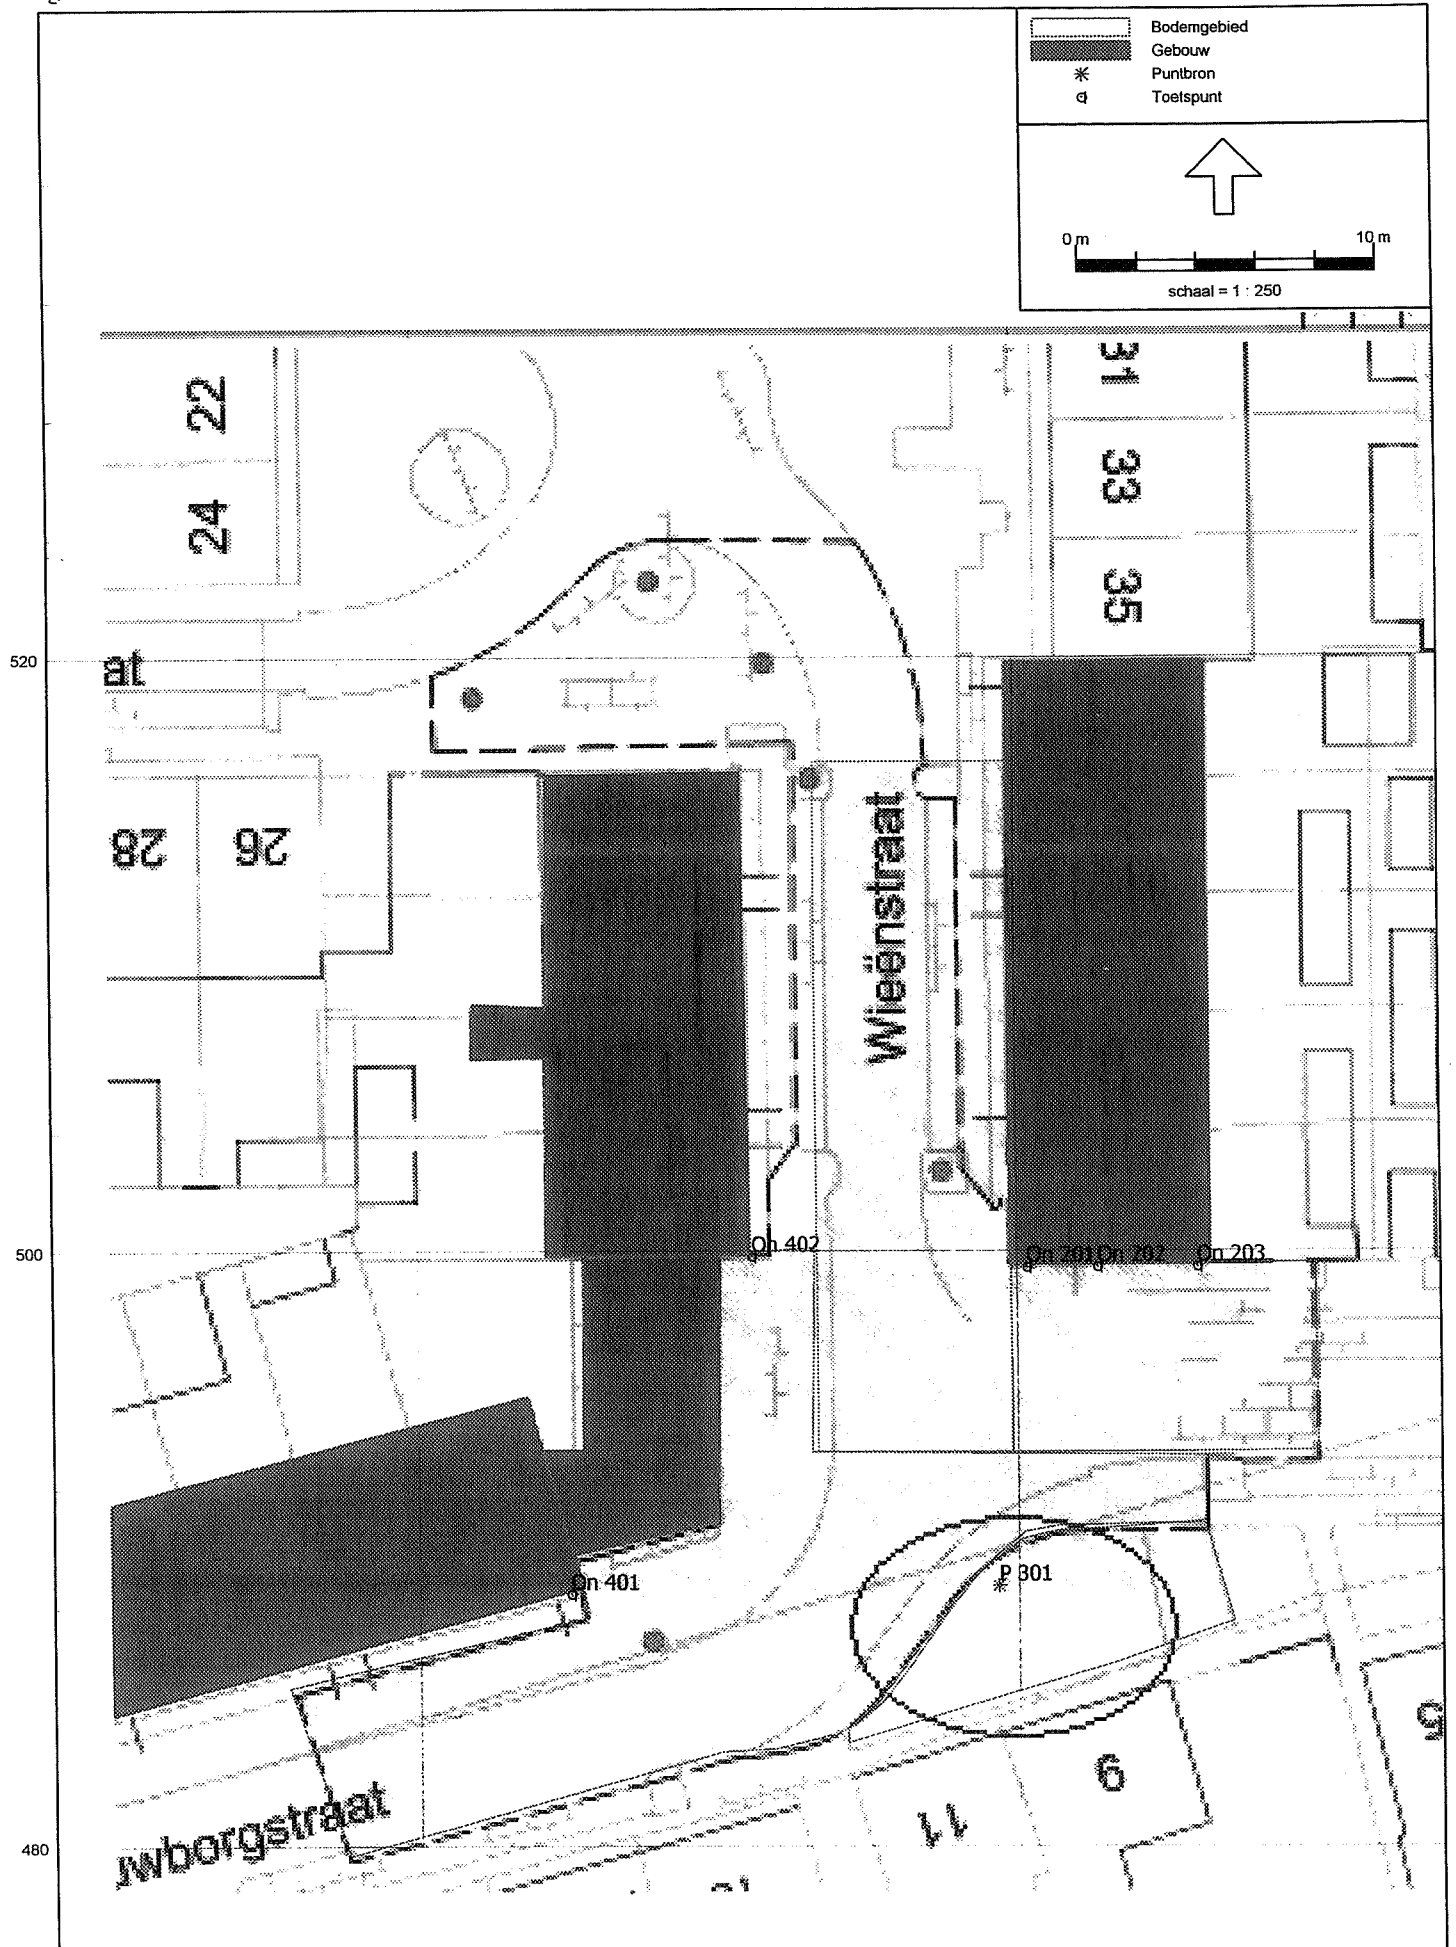 Bodemgebied
Gebouw
Puntbron
Toetspunt
0 m 10 m
schaal = 1 : 250
22
24
31
33
35
520
at
28
26
Wieënstraat
500
On 402
On 201
On 202
On 203
P 301
On 401
9
11
wborgstraat
480